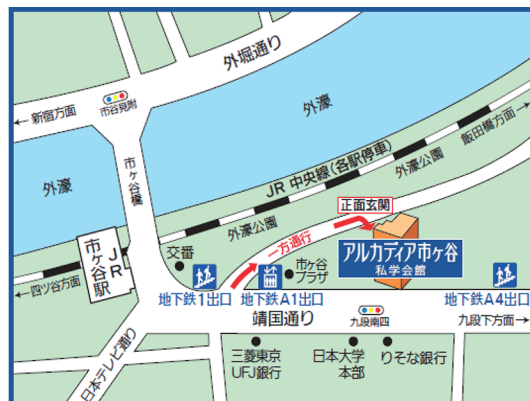 外堀通り
←新宿方面
市谷見附
外濠
飯田橋方面→
外濠
市ヶ谷橋
JR 中央線(各駅停車)
外濠公園
外濠公園
正面玄関
一方通行
アルカディア市ヶ谷
私学会館
JR
市ヶ谷駅
交番
市ヶ谷
プラザ
←四ツ谷方面
地下鉄1出口
地下鉄A1出口
地下鉄A4出口
靖国通り
九段南四
九段下方面→
日本テレビ通り
三菱東京
UFJ銀行
日本大学
本部
りそな銀行